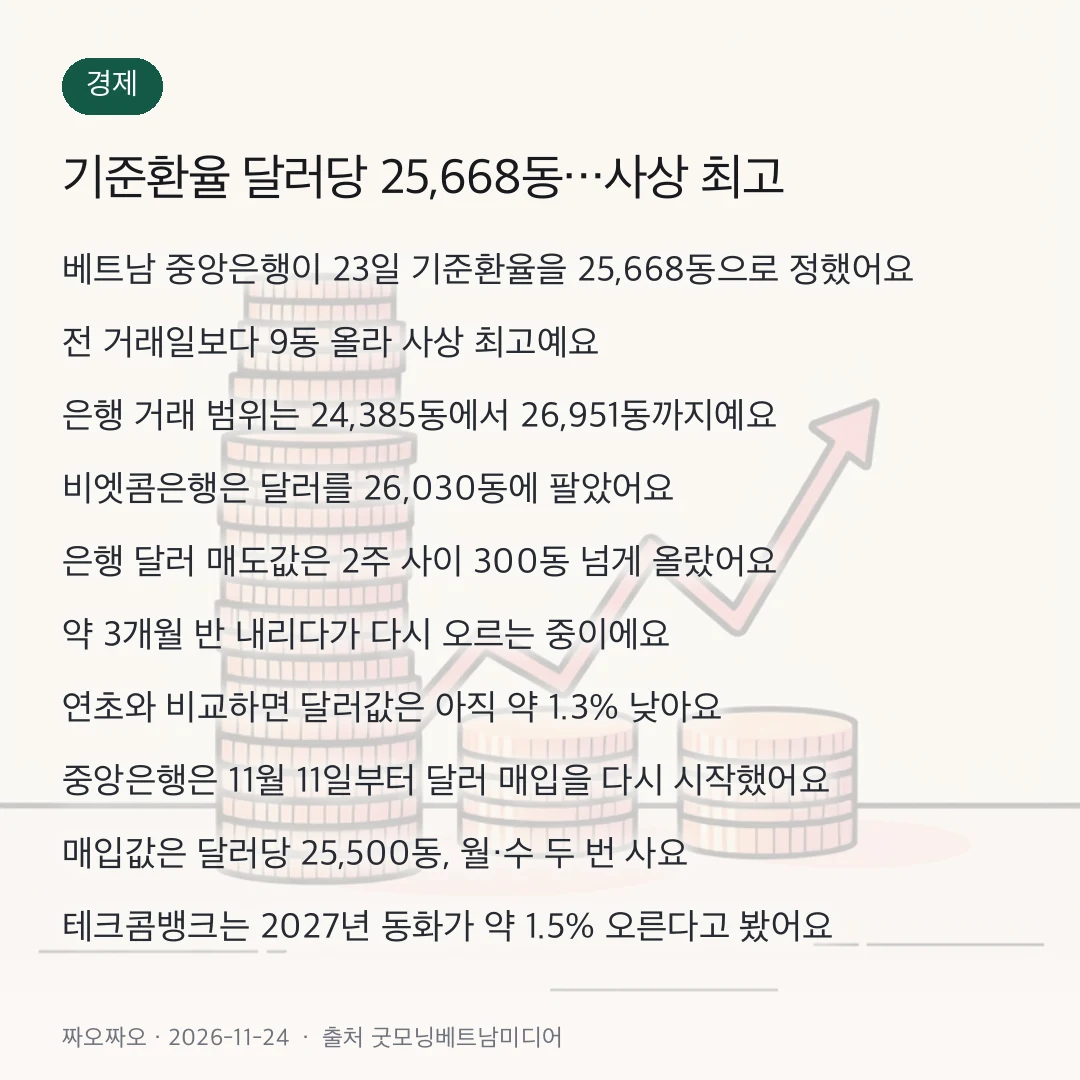 경제
기준환율 달러당 25,668동…사상 최고
베트남 중앙은행이 23일 기준환율을 25,668동으로 정했어요
전 거래일보다 9동 올라 사상 최고예요
은행 거래 범위는 24,385동에서 26,951동까지예요
비엣콤은행은 달러를 26,030동에 팔았어요
은행 달러 매도값은 2주 사이 300동 넘게 올랐어요
약 3개월 반 내리다가 다시 오르는 중이에요
연초와 비교하면 달러값은 아직 약 1.3% 낮아요
중앙은행은 11월 11일부터 달러 매입을 다시 시작했어요
매입값은 달러당 25,500동, 월·수 두 번 사요
테크콤뱅크는 2027년 동화가 약 1.5% 오른다고 봤어요
짜오짜오 · 2026-11-24 · 출처 굿모닝베트남미디어